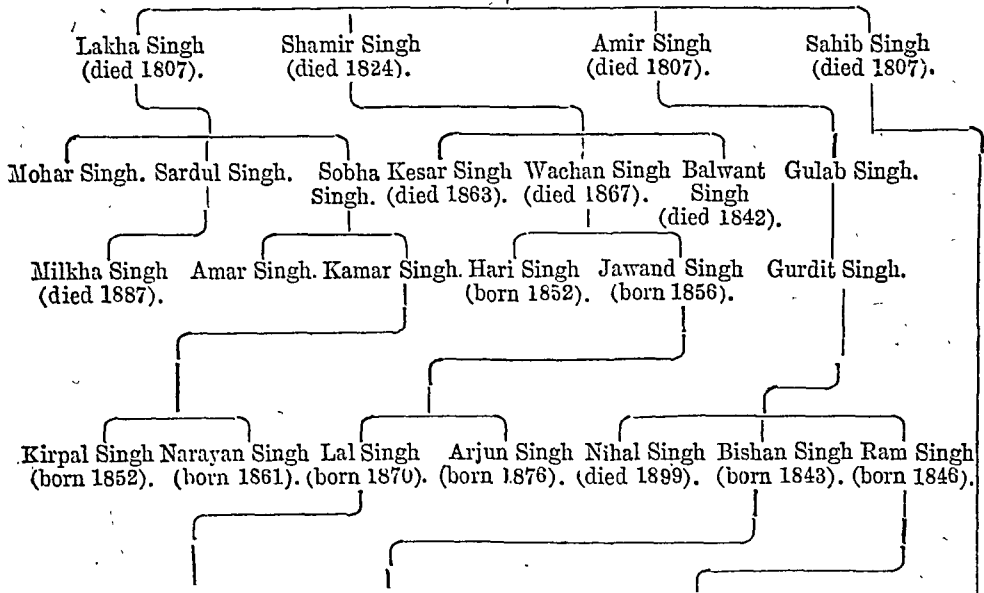 Lakha Singh Shamir Singh Amir Singh Sahib Singh
(died 1807). (died 1824). (died 1807). (died 1807).
Mohar Singh. Sardul Singh. Sobha Kesar Singh Wachan Singh Balwant Gulab Singh.
Singh. (died 1863). (died 1867). Singh
(died 1842).
Milkha Singh Amar Singh. Kamar Singh. Hari Singh Jawand Singh Gurdit Singh.
(died 1887). (born 1852). (born 1856).
Kirpal Singh Narayan Singh Lal Singh Arjun Singh Nihal Singh Bishan Singh Ram Singh
(born 1852). (born 1861). (born 1870). (born 1876). (died 1899). (born 1843). (born 1846).